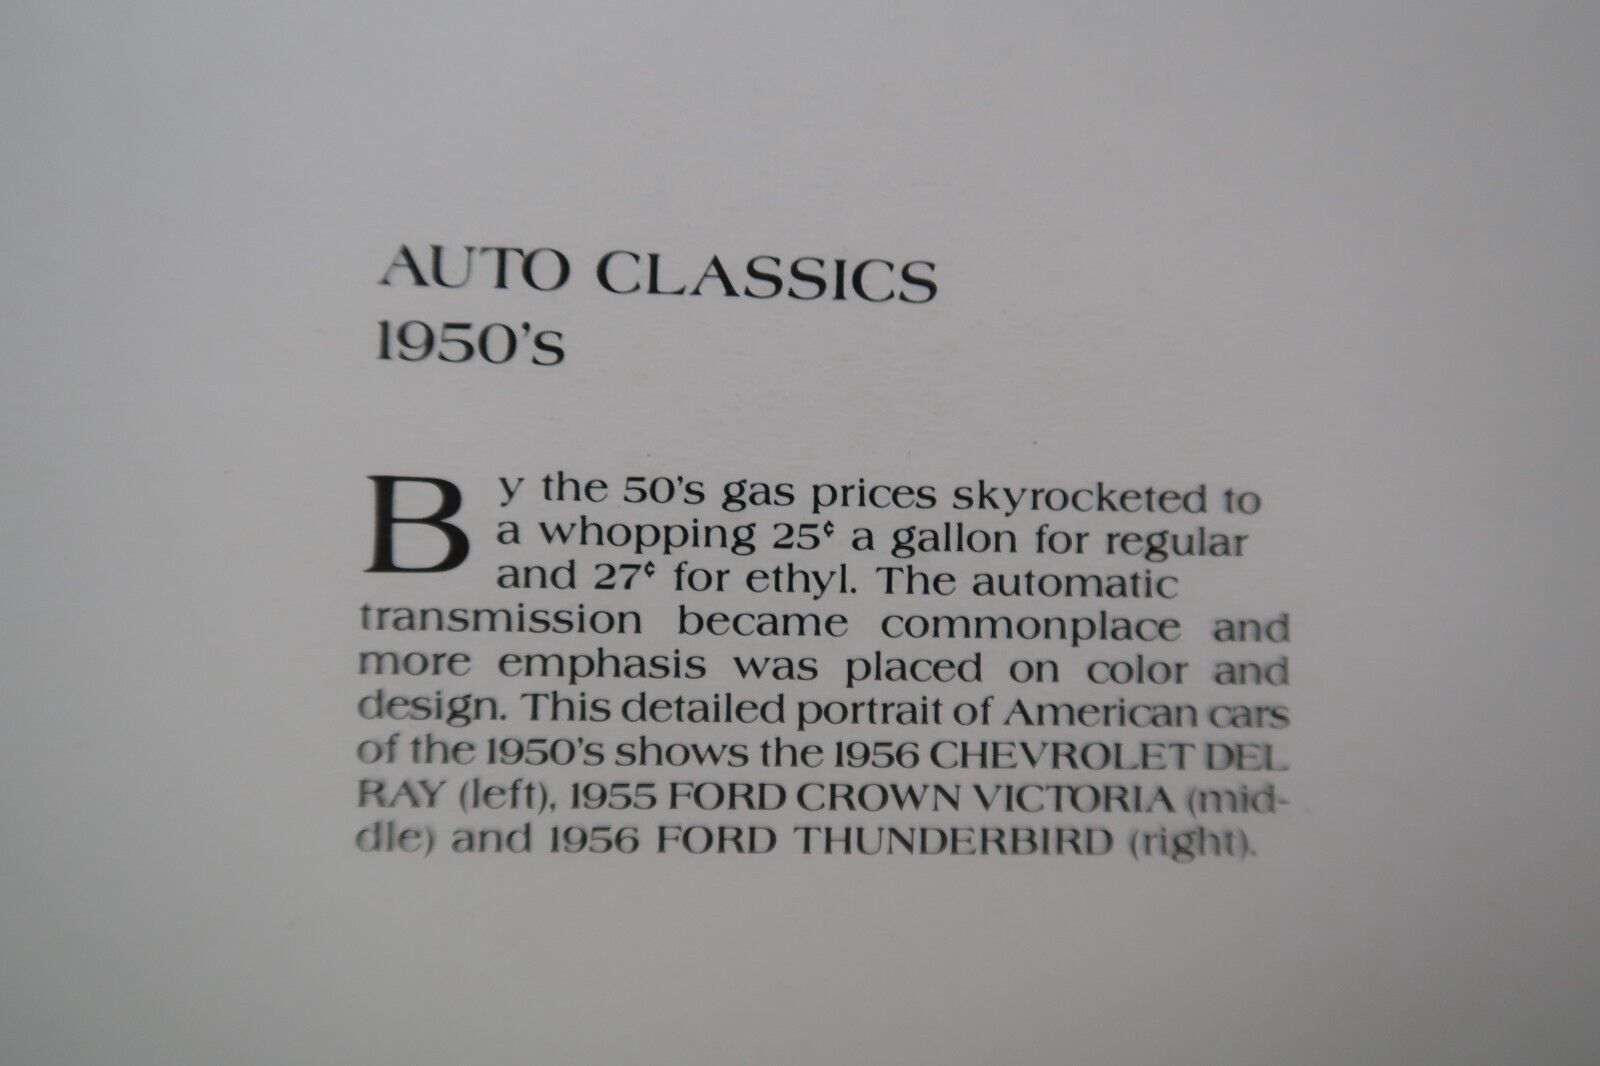 AUTO CLASSICS
1950's
By the 50's gas prices skyrocketed to
a whopping 25¢ a gallon for regular
and 27¢ for ethyl. The automatic
transmission became commonplace and
more emphasis was placed on color and
design. This detailed portrait of American cars
of the 1950's shows the 1956 CHEVROLET DEL
RAY (left), 1955 FORD CROWN VICTORIA (mid-
dle) and 1956 FORD THUNDERBIRD (right).